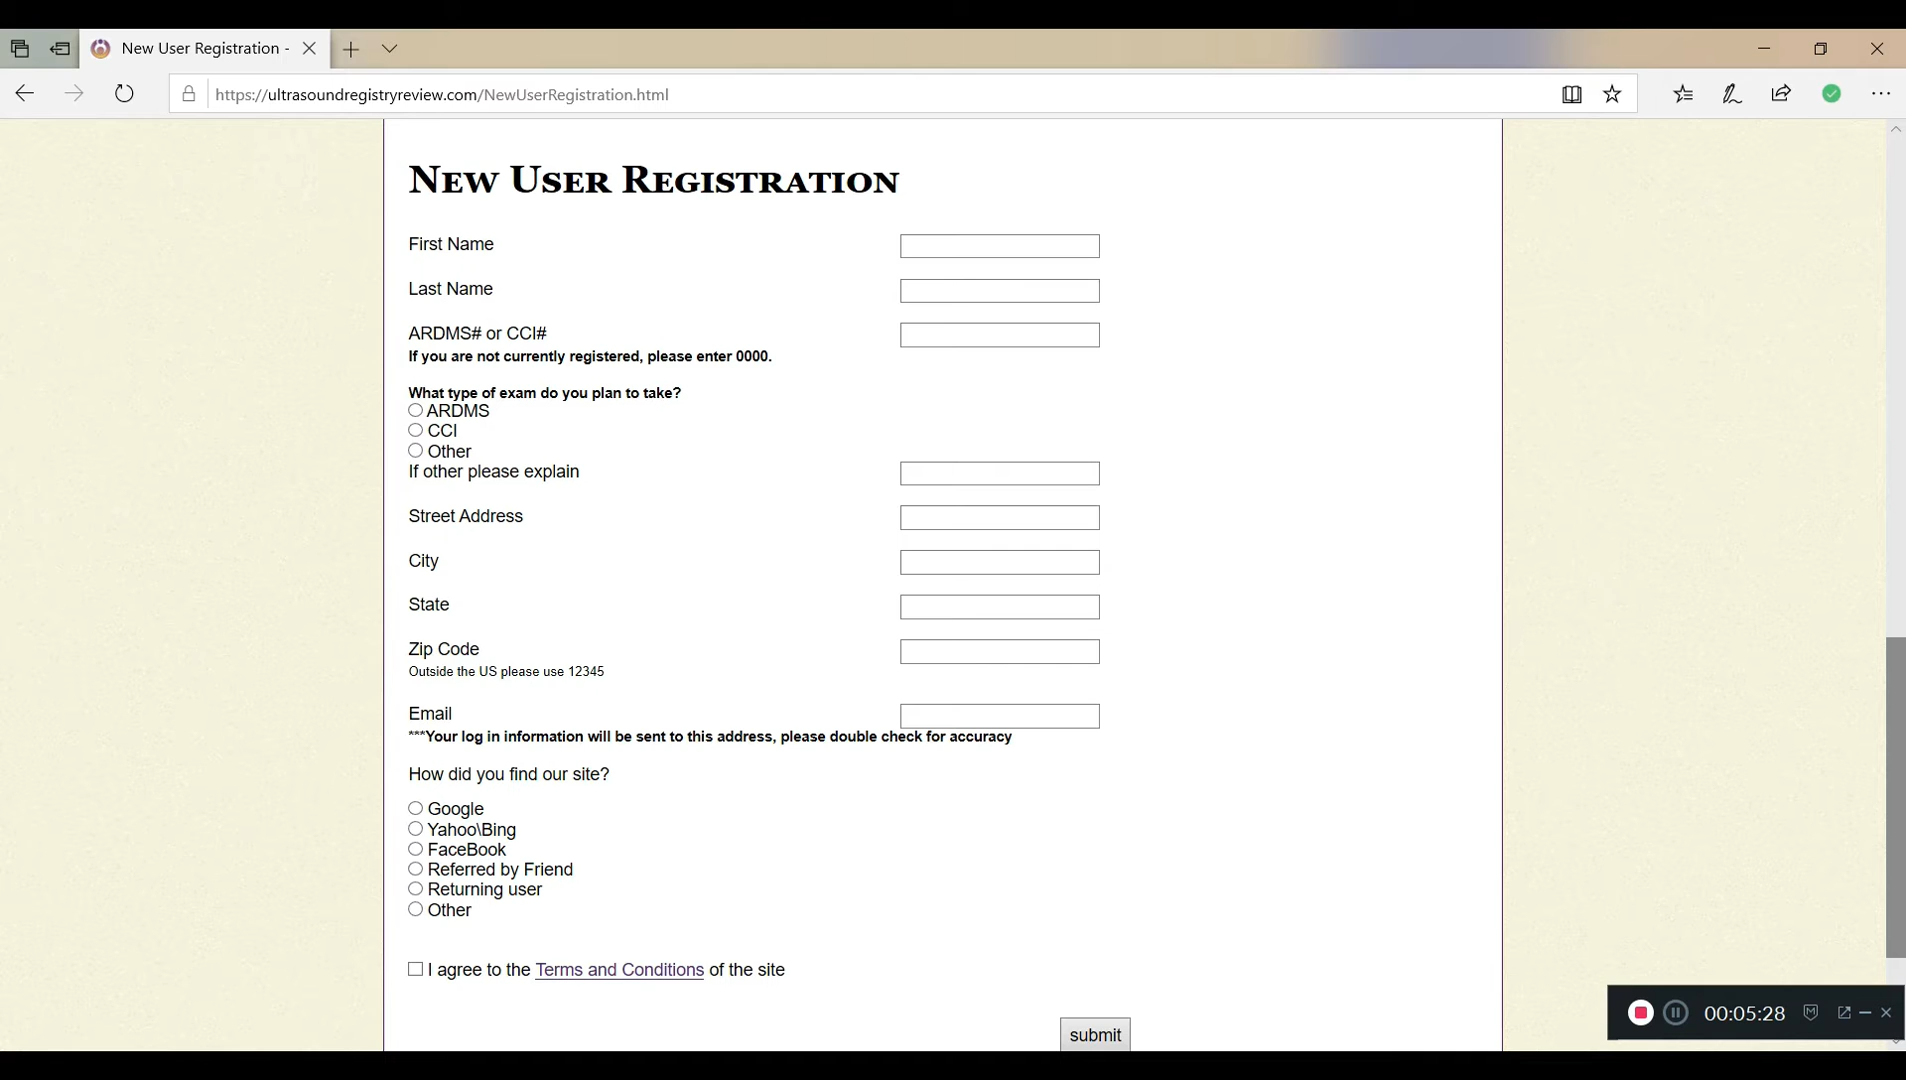 New User Registration -
https://ultrasoundregistryreview.com/NewUserRegistration.html
New User Registration
First Name
Last Name
ARDMS# or CCI#
If you are not currently registered, please enter 0000.
What type of exam do you plan to take?
ARDMS
CCI
Other
If other please explain
Street Address
City
State
Zip Code
Outside the US please use 12345
Email
***Your log in information will be sent to this address, please double check for accuracy
How did you find our site?
Google
Yahoo\Bing
FaceBook
Referred by Friend
Returning user
Other
I agree to the Terms and Conditions of the site
submit
00:05:28